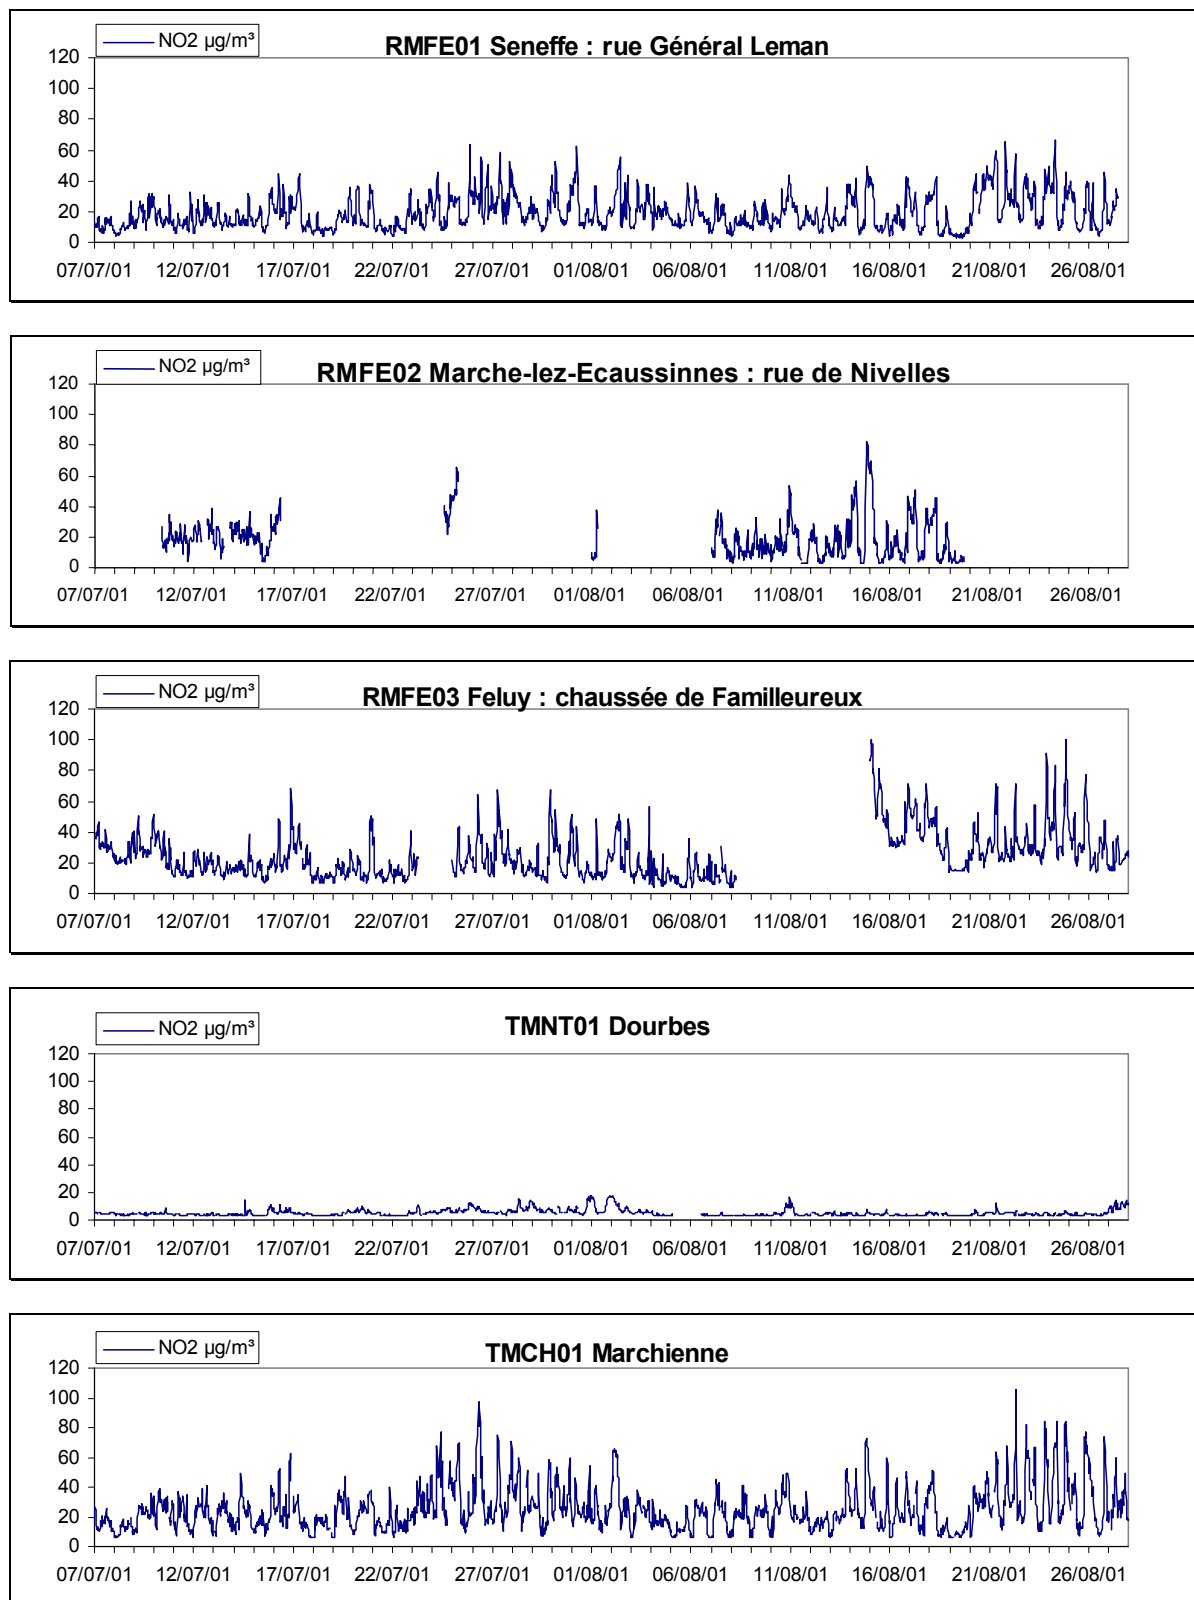 NO2 µg/m³
RMFE01 Seneffe : rue Général Leman
120
100
80
60
40
20
0
07/07/01 12/07/01 17/07/01 22/07/01 27/07/01 01/08/01 06/08/01 11/08/01 16/08/01 21/08/01 26/08/01
NO2 µg/m³
RMFE02 Marche-lez-Ecaussinnes : rue de Nivelles
120
100
80
60
40
20
0
07/07/01 12/07/01 17/07/01 22/07/01 27/07/01 01/08/01 06/08/01 11/08/01 16/08/01 21/08/01 26/08/01
NO2 µg/m³
RMFE03 Feluy : chaussée de Familleureux
120
100
80
60
40
20
0
07/07/01 12/07/01 17/07/01 22/07/01 27/07/01 01/08/01 06/08/01 11/08/01 16/08/01 21/08/01 26/08/01
NO2 µg/m³
TMNT01 Dourbes
120
100
80
60
40
20
0
07/07/01 12/07/01 17/07/01 22/07/01 27/07/01 01/08/01 06/08/01 11/08/01 16/08/01 21/08/01 26/08/01
NO2 µg/m³
TMCH01 Marchienne
120
100
80
60
40
20
0
07/07/01 12/07/01 17/07/01 22/07/01 27/07/01 01/08/01 06/08/01 11/08/01 16/08/01 21/08/01 26/08/01